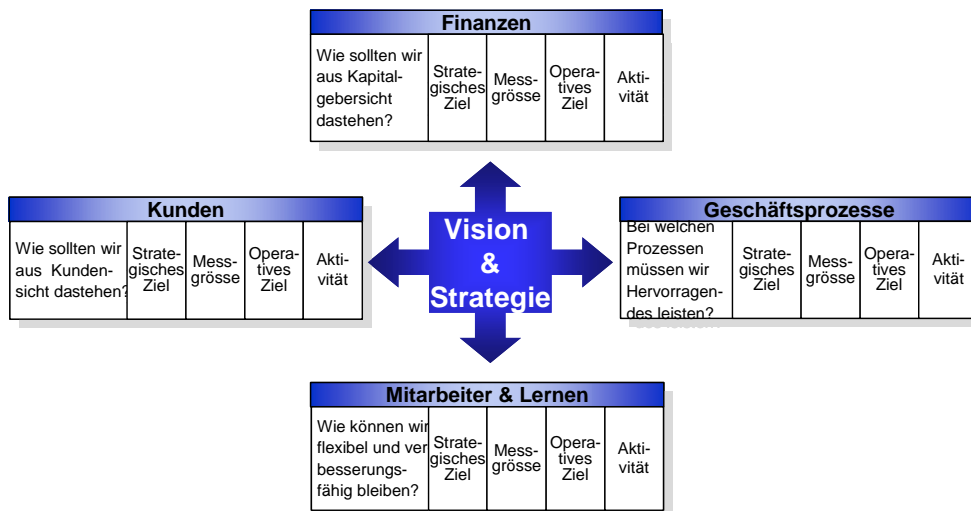 Finanzen
Wie sollten wir
aus Kapital-
gebersicht
dastehen?
Strate-
gisches
Ziel
Mess-
grösse
Opera-
tives
Ziel
Akti-
vität
Kunden
Wie sollten wir
aus Kunden-
sicht dastehen?
Strate-
gisches
Ziel
Mess-
grösse
Opera-
tives
Ziel
Akti-
vität
Vision
&
Strategie
Geschäftsprozesse
Bei welchen
Prozessen
müssen wir
Hervorragen-
des leisten?
Strate-
gisches
Ziel
Mess-
grösse
Opera-
tives
Ziel
Akti-
vität
Mitarbeiter & Lernen
Wie können wir
flexibel und ver
besserungs-
fähig bleiben?
Strate-
gisches
Ziel
Mess-
grösse
Opera-
tives
Ziel
Akti-
vität